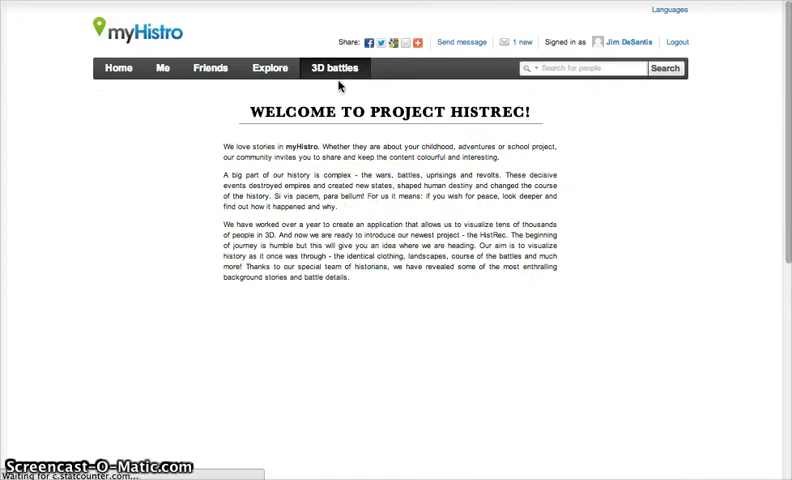 Languages
myHistro
Share:
Send message
1 new
Signed in as
Jim DeSantis
Logout
Home
Me
Friends
Explore
3D battles
Search for people
Search
WELCOME TO PROJECT HISTREC!
We love stories in myHistro. Whether they are about your childhood, adventures or school project,
our community invites you to share and keep the content colourful and interesting.
A big part of our history is complex - the wars, battles, uprisings and revolts. These decisive
events destroyed empires and created new states, shaped human destiny and changed the course
of the history. Si vis pacem, para bellum! For us it means: if you wish for peace, look deeper and
find out how it happened and why.
We have worked over a year to create an application that allows us to visualize tens of thousands
of people in 3D. And now we are ready to introduce our newest project - the HistRec. The beginning
of journey is humble but this will give you an idea where we are heading. Our aim is to visualize
history as it once was through - the identical clothing, landscapes, course of the battles and much
more! Thanks to our special team of historians, we have revealed some of the most enthralling
background stories and battle details.
Screencast-O-Matic.com
Waiting for c.statcounter.com...